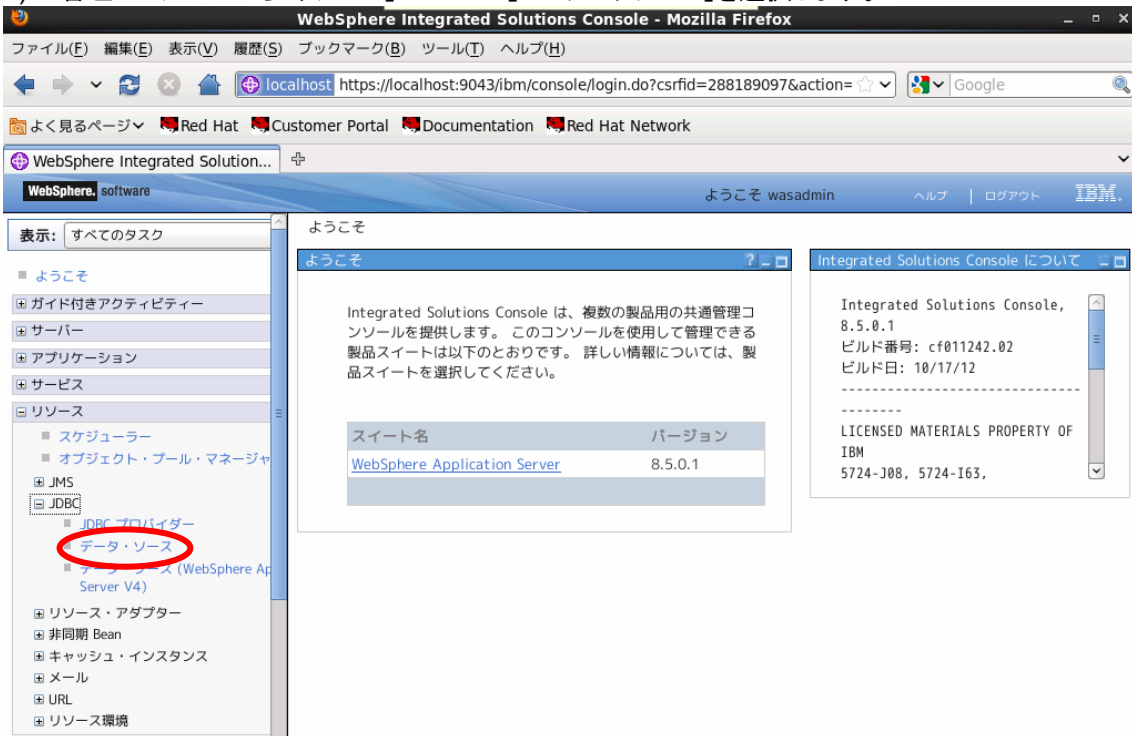 WebSphere Integrated Solutions Console - Mozilla Firefox
ファイル(F) 編集(E) 表示(V) 履歴(S) ブックマーク(B) ツール(T) ヘルプ(H)
localhost https://localhost:9043/ibm/console/login.do?csrfid=288189097&action= Google
よく見るページ Red Hat Customer Portal Documentation Red Hat Network
WebSphere Integrated Solution...
WebSphere. software ようこそ wasadmin ヘルプ | ログアウト IBM.
表示: すべてのタスク
ようこそ
ガイド付きアクティビティー
サーバー
アプリケーション
サービス
リソース
スケジューラー
オブジェクト・プール・マネージャ
JMS
JDBC
JDBC プロバイダー
データ・ソース
データ・ソース (WebSphere Ap
Server V4)
リソース・アダプター
非同期 Bean
キャッシュ・インスタンス
メール
URL
リソース環境
ようこそ
ようこそ
Integrated Solutions Console は、複数の製品用の共通管理コ
ンソールを提供します。 このコンソールを使用して管理できる
製品スイートは以下のとおりです。 詳しい情報については、製
品スイートを選択してください。
スイート名 バージョン
WebSphere Application Server 8.5.0.1
Integrated Solutions Console について
Integrated Solutions Console,
8.5.0.1
ビルド番号: cf011242.02
ビルド日: 10/17/12
------------------------------
--------
LICENSED MATERIALS PROPERTY OF
IBM
5724-J08, 5724-I63,